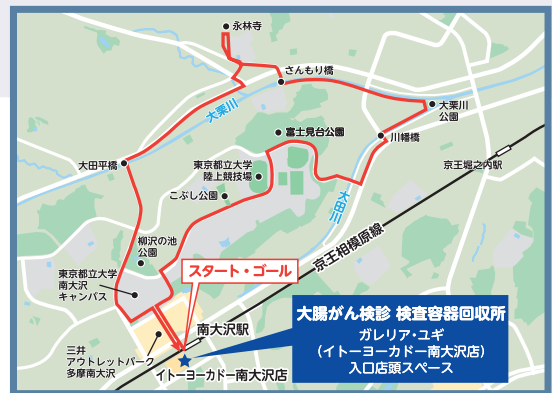 永林寺
さんもり橋
大栗川
大栗川
公園
富士見台公園
川幡橋
大田平橋
東京都立大学
陸上競技場
京王堀之内駅
こぶし公園
大田川
柳沢の池
公園
京王相模原線
東京都立大学
南大沢
キャンパス
スタート・ゴール
大腸がん検診 検査容器回収所
ガレリア・ユギ
(イトーヨーカドー南大沢店)
入口店頭スペース
南大沢駅
三井
アウトレットパーク
多摩南大沢
イトーヨーカドー南大沢店